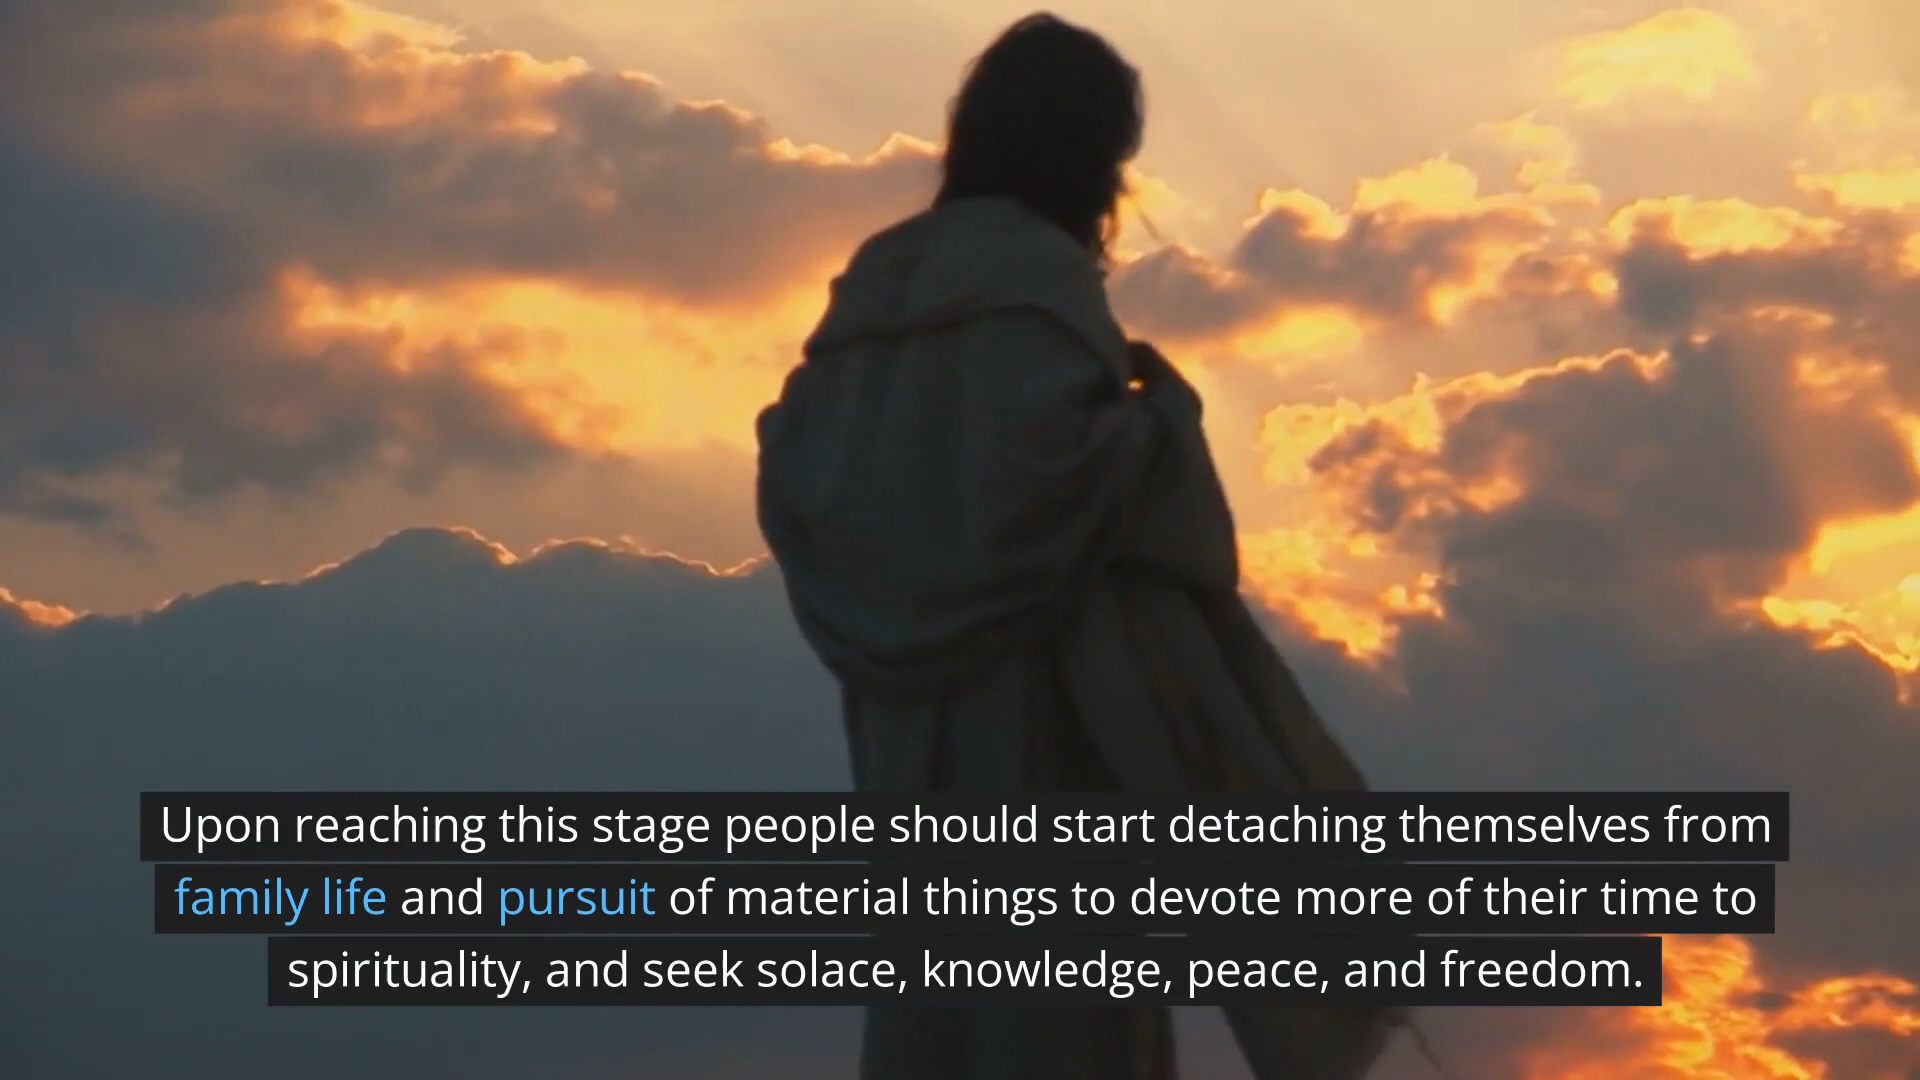 Upon reaching this stage people should start detaching themselves from
family life and pursuit of material things to devote more of their time to
spirituality, and seek solace, knowledge, peace, and freedom.